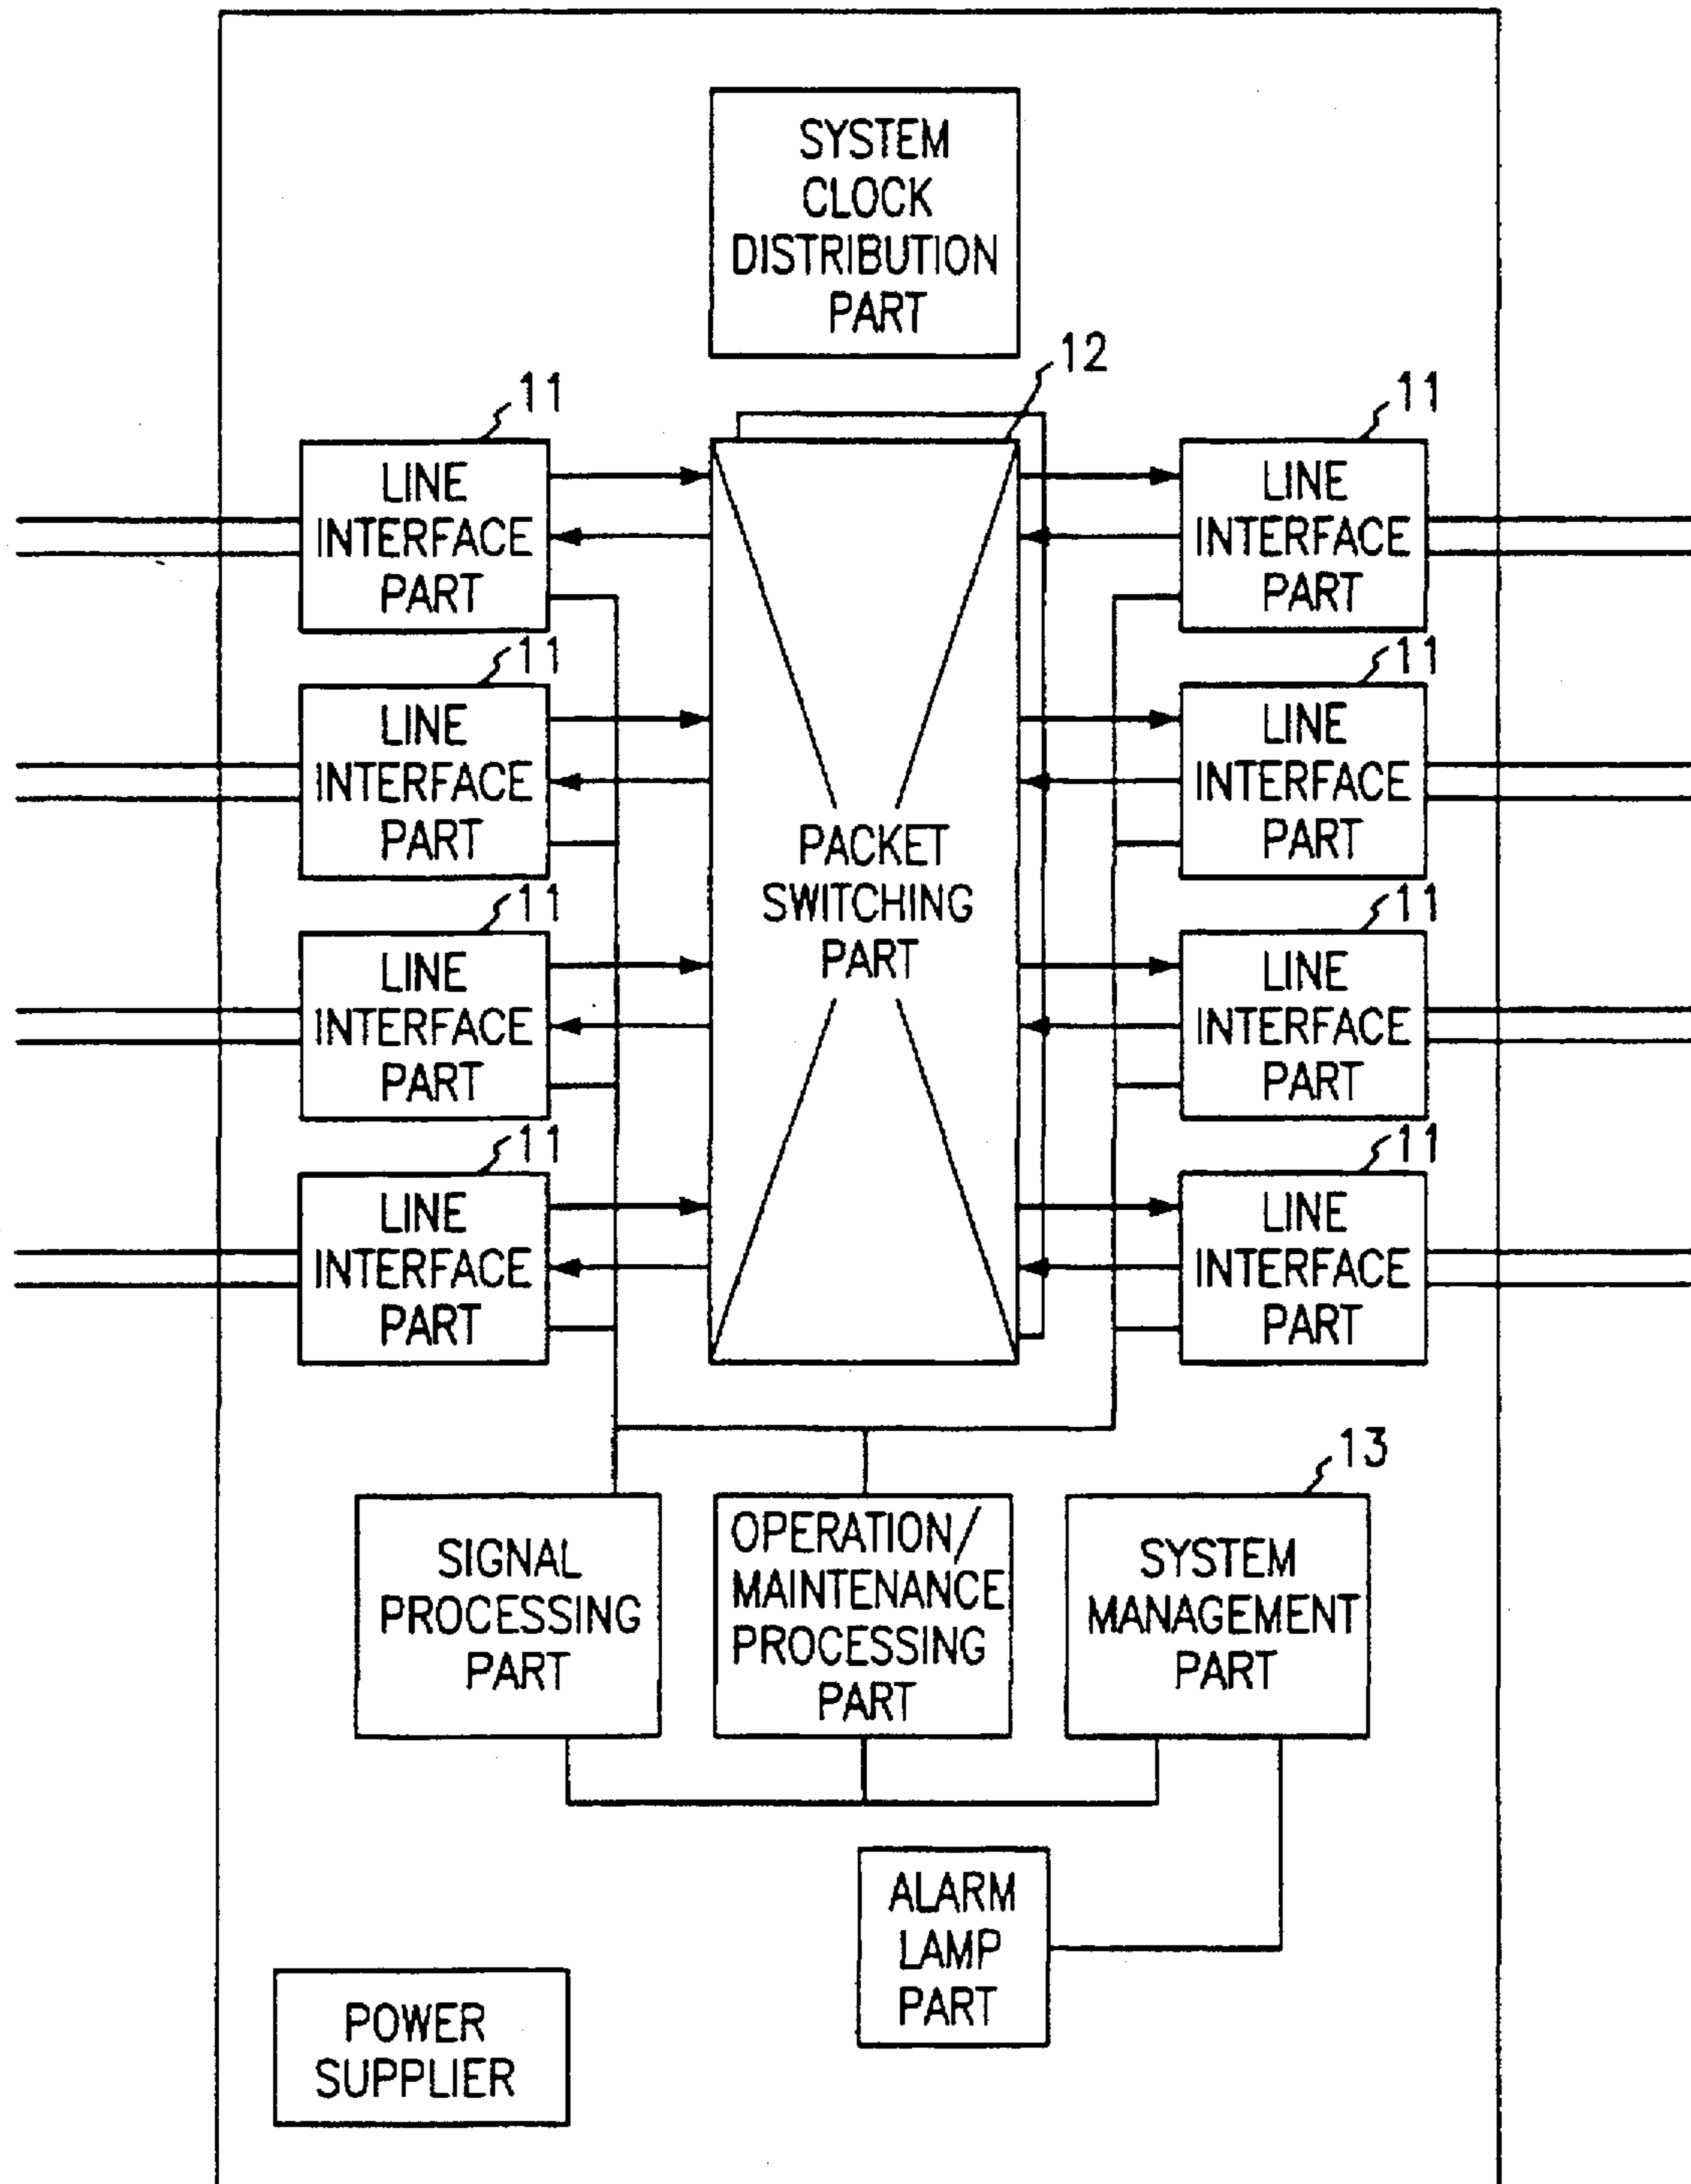 SYSTEM
CLOCK
DISTRIBUTION
PART
12
11
LINE
INTERFACE
PART
11
LINE
INTERFACE
PART
11
LINE
INTERFACE
PART
11
LINE
INTERFACE
PART
PACKET
SWITCHING
PART
11
LINE
INTERFACE
PART
11
LINE
INTERFACE
PART
11
LINE
INTERFACE
PART
11
LINE
INTERFACE
PART
SIGNAL
PROCESSING
PART
OPERATION/
MAINTENANCE
PROCESSING
PART
13
SYSTEM
MANAGEMENT
PART
ALARM
LAMP
PART
POWER
SUPPLIER